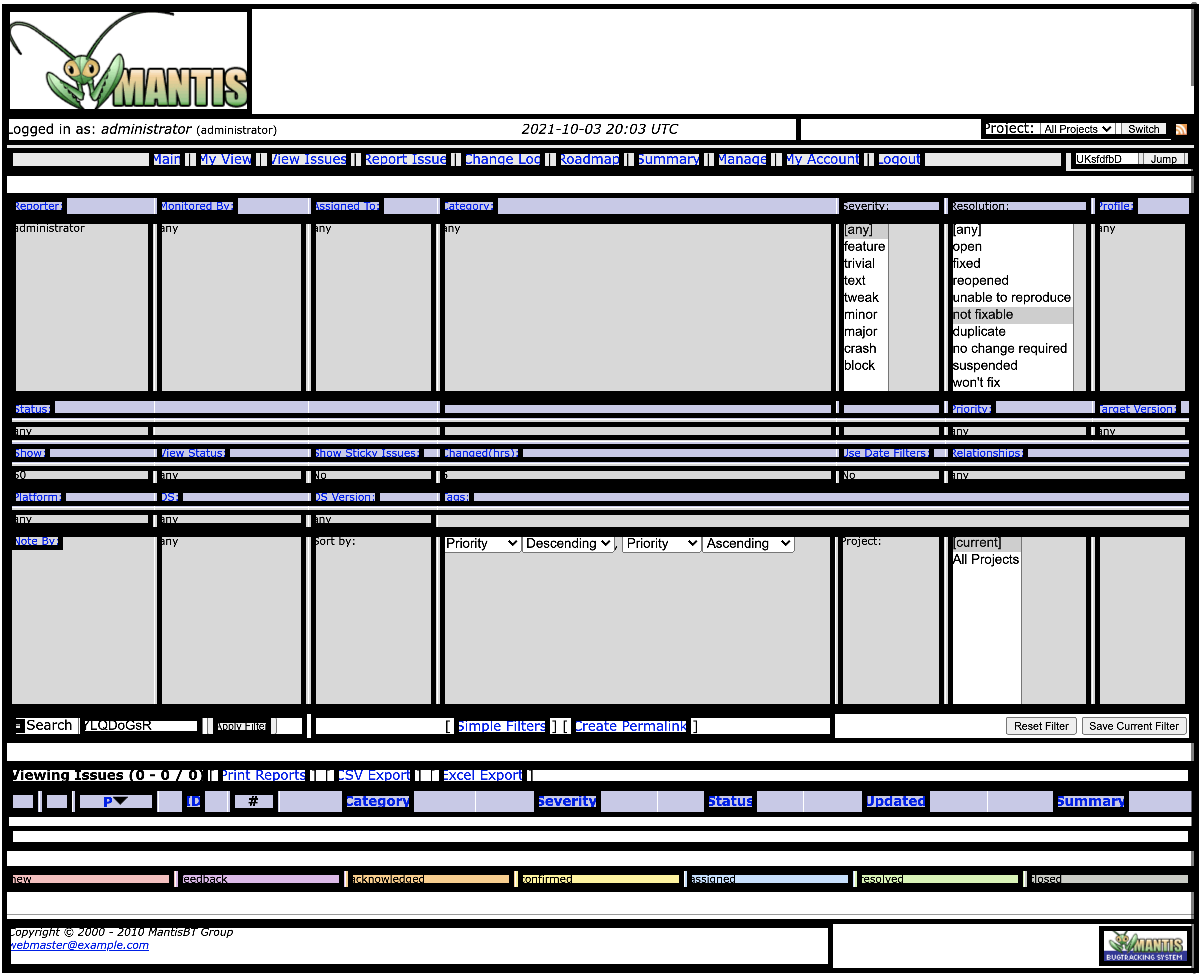 MANTIS
Logged in as: administrator (administrator) 2021-10-03 20:03 UTC Project: All Projects Switch
Main | My View | View Issues | Report Issue | Change Log | Roadmap | Summary | Manage | My Account | Logout UKsfdfbD Jump
Reporter: Monitored By: Assigned To: Category: Severity: Resolution: Profile:
administrator any any any [any] [any] any
feature open
trivial fixed
text reopened
tweak unable to reproduce
minor not fixable
major duplicate
crash no change required
block suspended
won't fix
Status: Priority: Target Version:
any any any
Show: View Status: Show Sticky Issues: Changed(hrs): Use Date Filters: Relationships:
50 any No 6 No any
Platform: OS: OS Version: Tags:
any any any
Note By: any Sort by: Priority Descending , Priority Ascending Project: [current]
All Projects
Search YLQDoGsR Apply Filter [ Simple Filters ] [ Create Permalink ] Reset Filter Save Current Filter
Viewing Issues (0 - 0 / 0) [ Print Reports ] [ CSV Export ] [ Excel Export ]
P ID # Category Severity Status Updated Summary
new feedback acknowledged confirmed assigned resolved closed
Copyright © 2000 - 2010 MantisBT Group
webmaster@example.com
MANTIS
BUGTRACKING SYSTEM